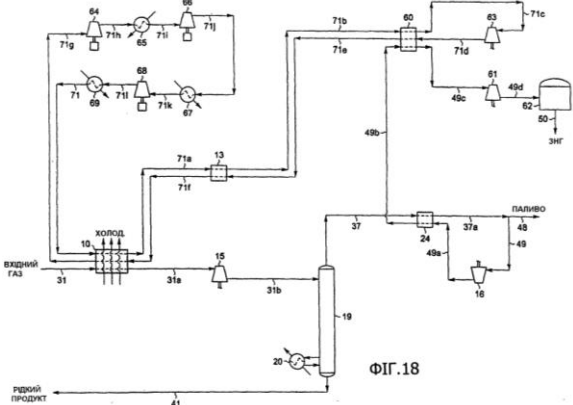 64
66
71b
60
71c
71g
71h
65
71i
71j
71e
71d
63
61
71
69
71l
68
71k
67
49c
49d
62
50
ЗНГ
71a
13
49b
71f
ХОЛОД.
10
37
37a
ПАЛИВО
48
ВХІДНИЙ
ГАЗ
31
31a
15
24
49a
49
31b
16
19
20
ФІГ.18
РІДКИЙ
ПРОДУКТ
41